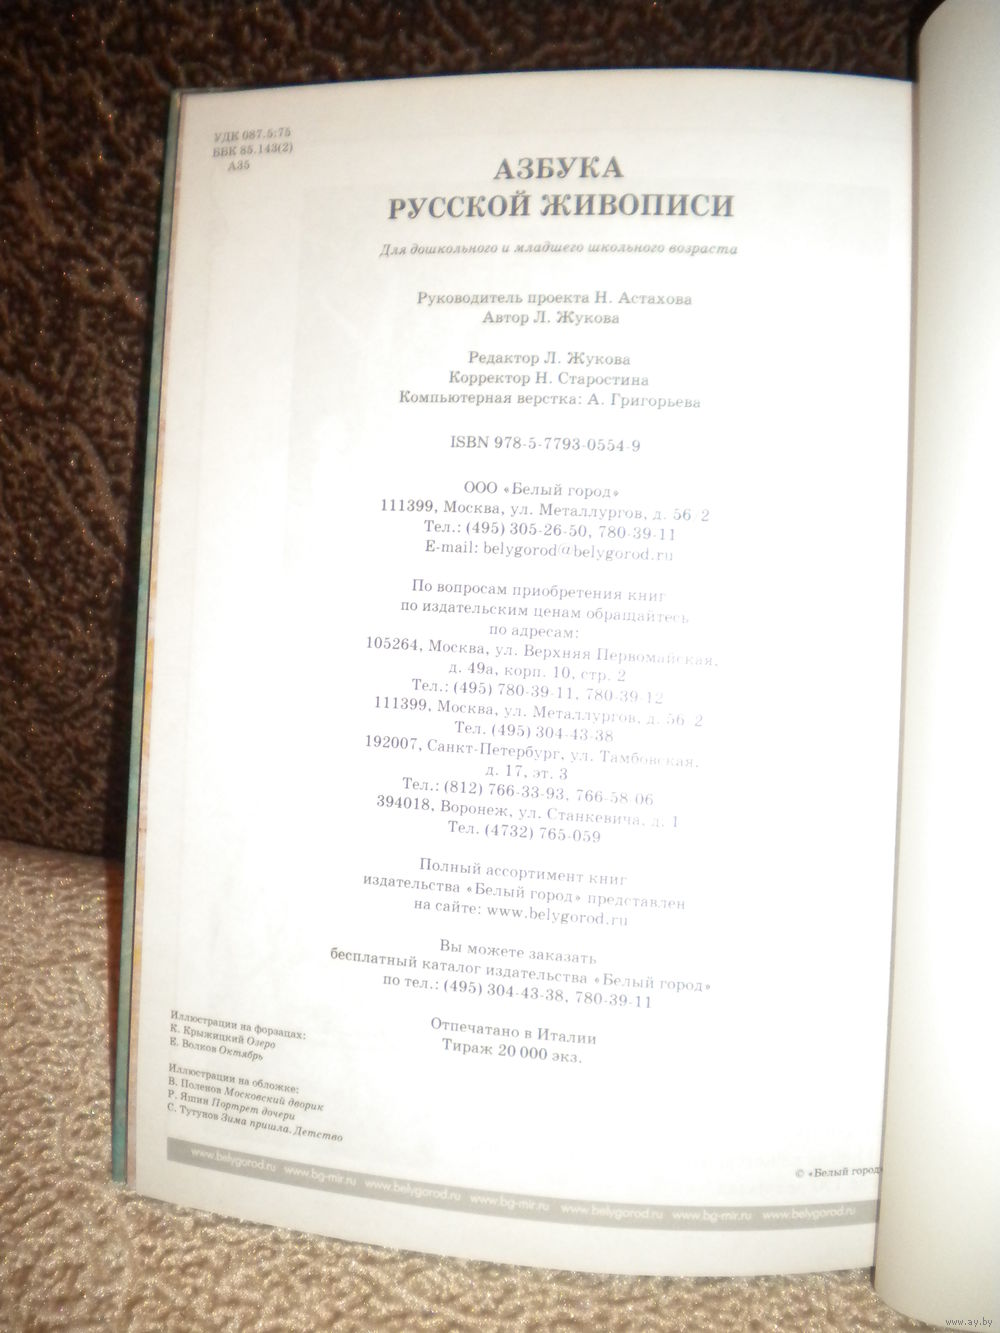 УДК 087.5:75
ББК 85.143(2)
А35
АЗБУКА
РУССКОЙ ЖИВОПИСИ
Для дошкольного и младшего школьного возраста
Руководитель проекта Н. Астахова
Автор Л. Жукова
Редактор Л. Жукова
Корректор Н. Старостина
Компьютерная верстка: А. Григорьева
ISBN 978-5-7793-0554-9
ООО «Белый город»
111399, Москва, ул. Металлургов, д. 56/2
Тел.: (495) 305-26-50, 780-39-11
E-mail: belygorod@belygorod.ru
По вопросам приобретения книг
по издательским ценам обращайтесь
по адресам:
105264, Москва, ул. Верхняя Первомайская,
д. 49а, корп. 10, стр. 2
Тел.: (495) 780-39-11, 780-39-12
111399, Москва, ул. Металлургов, д. 56/2
Тел. (495) 304-43-38
192007, Санкт-Петербург, ул. Тамбовская,
д. 17, эт. 3
Тел.: (812) 766-33-93, 766-58-06
394018, Воронеж, ул. Станкевича, д. 1
Тел. (4732) 765-059
Полный ассортимент книг
издательства «Белый город» представлен
на сайте: www.belygorod.ru
Вы можете заказать
бесплатный каталог издательства «Белый город»
по тел.: (495) 304-43-38, 780-39-11
Отпечатано в Италии
Тираж 20 000 экз.
Иллюстрации на форзацах:
К. Крыжицкий Озеро
Е. Волков Октябрь
Иллюстрации на обложке:
В. Поленов Московский дворик
Р. Яшин Портрет дочери
С. Тутунов Зима пришла. Детство
© «Белый город»
www.belygorod.ru www.bg-mir.ru www.belygorod.ru www.bg-mir.ru www.belygorod.ru www.bg-mir.ru www.belygorod.ru
www.ay.by